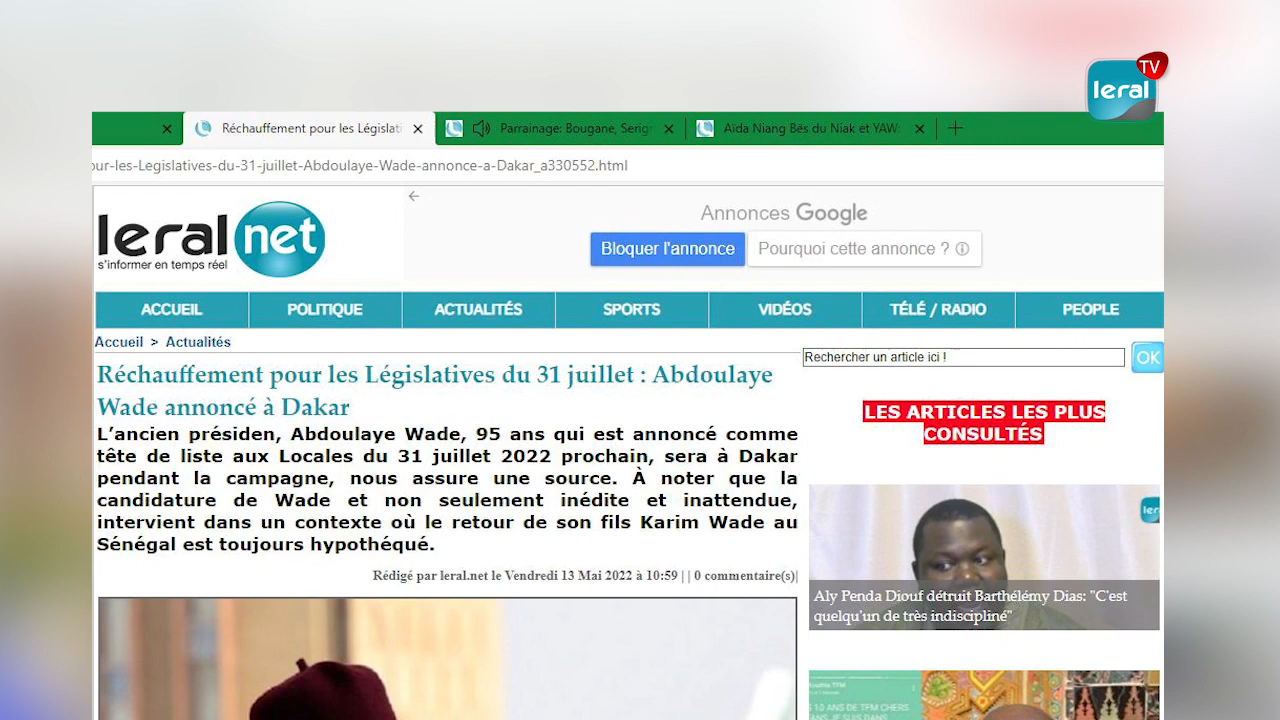 TV
leral
Réchauffement pour les Législati
Parrainage: Bougane, Serign
Aïda Niang Bës du Niak et YAW:
our-les-Legislatives-du-31-juillet-Abdoulaye-Wade-annonce-a-Dakar_a330552.html
leral net
s'informer en temps réel
Annonces Google
Bloquer l'annonce
Pourquoi cette annonce ?
ACCUEIL
POLITIQUE
ACTUALITÉS
SPORTS
VIDÉOS
TÉLÉ / RADIO
PEOPLE
Accueil > Actualités
Rechercher un article ici !
OK
Réchauffement pour les Législatives du 31 juillet : Abdoulaye
Wade annoncé à Dakar
L'ancien présiden, Abdoulaye Wade, 95 ans qui est annoncé comme
tête de liste aux Locales du 31 juillet 2022 prochain, sera à Dakar
pendant la campagne, nous assure une source. À noter que la
candidature de Wade et non seulement inédite et inattendue,
intervient dans un contexte où le retour de son fils Karim Wade au
Sénégal est toujours hypothéqué.
Rédigé par leral.net le Vendredi 13 Mai 2022 à 10:59 | | 0 commentaire(s)|
LES ARTICLES LES PLUS
CONSULTÉS
ler
Aly Penda Diouf détruit Barthélémy Dias: "C'est
quelqu'un de très indiscipliné"
10 ANS DE TFM CHERS